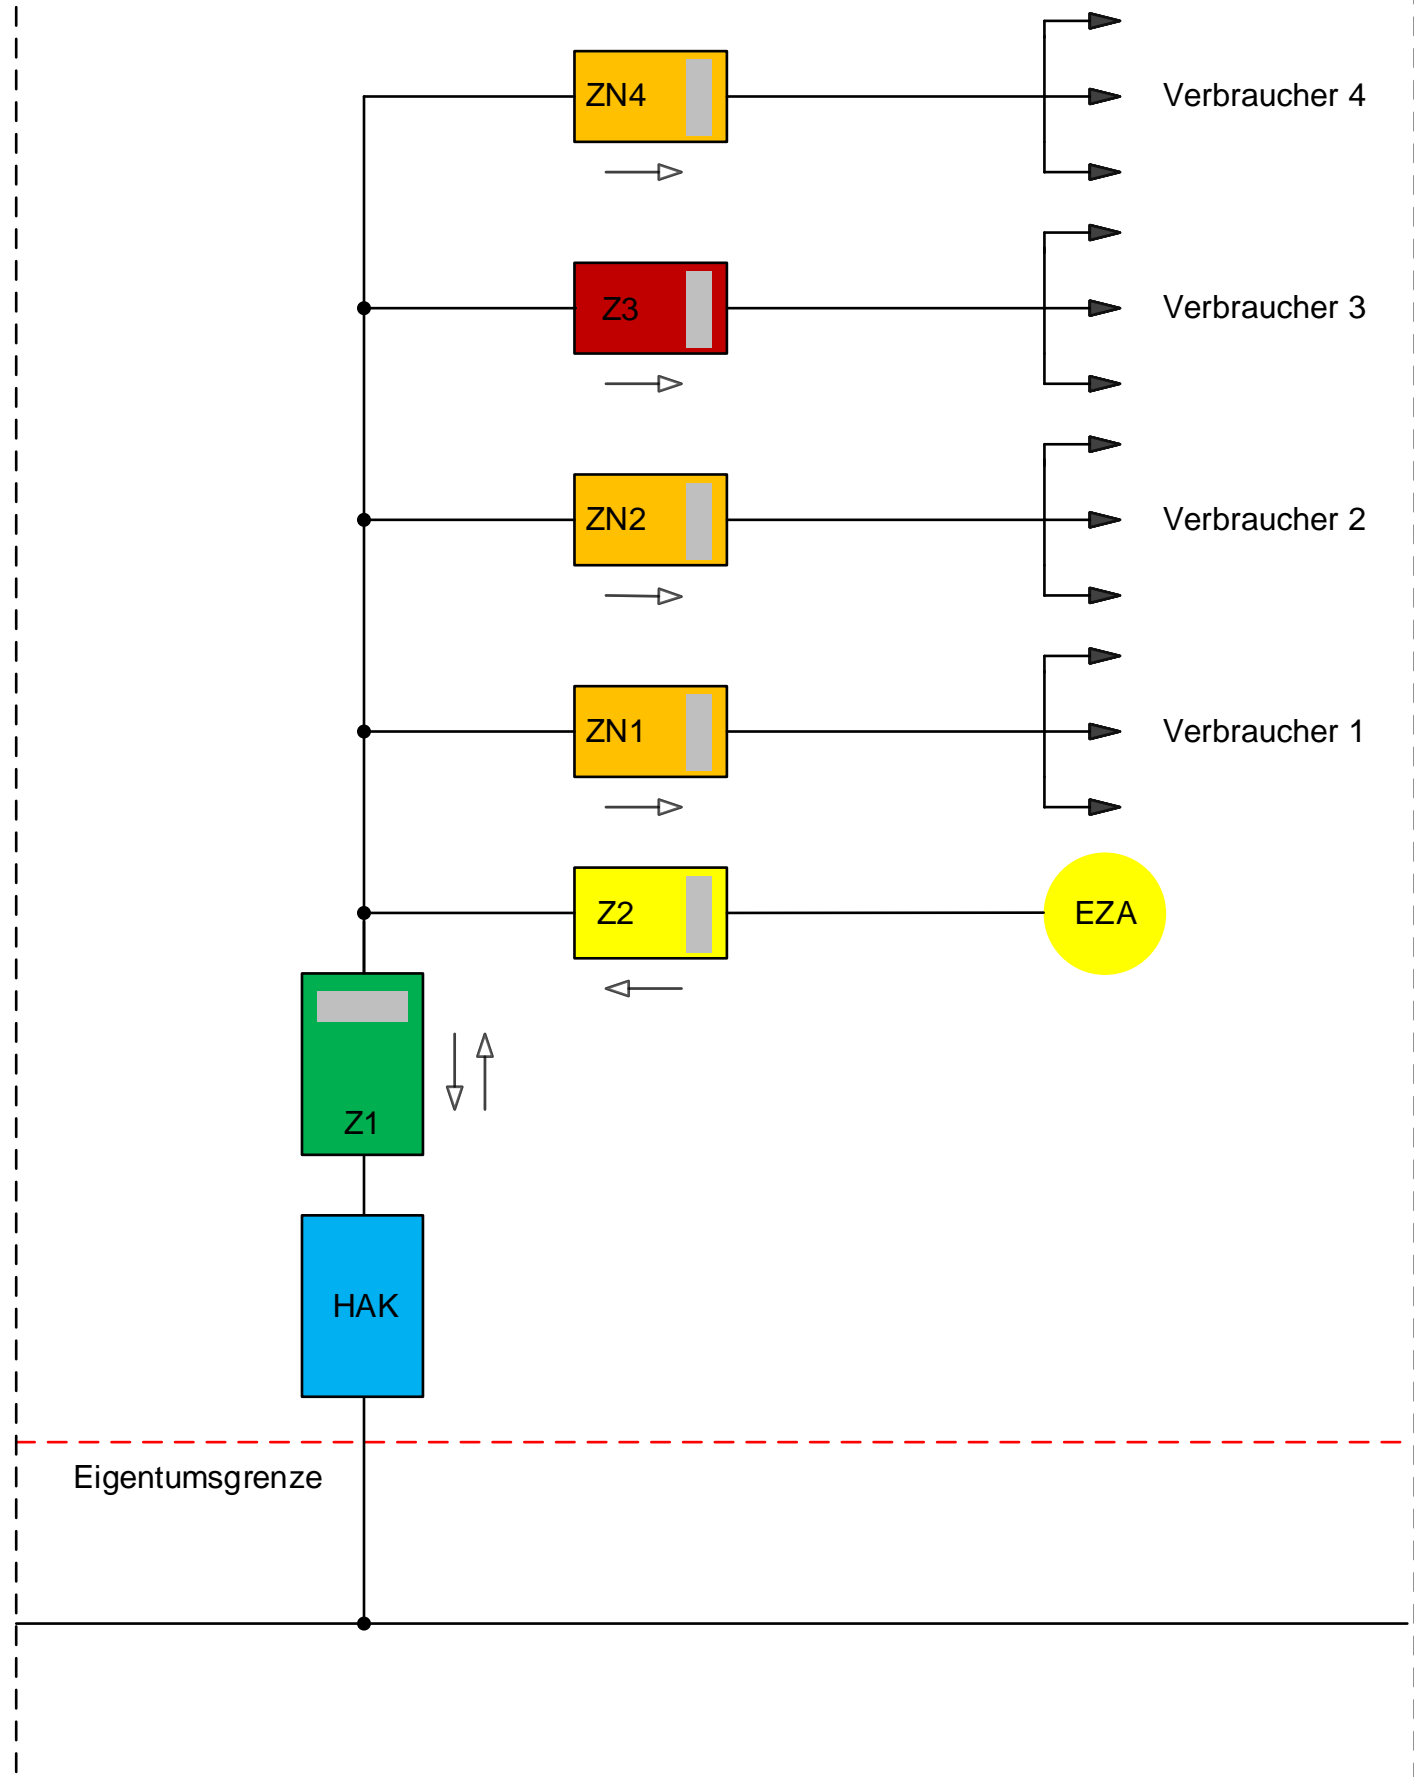 ZN4
Verbraucher 4
Z3
Verbraucher 3
ZN2
Verbraucher 2
ZN1
Verbraucher 1
Z2
EZA
Z1
HAK
Eigentumsgrenze